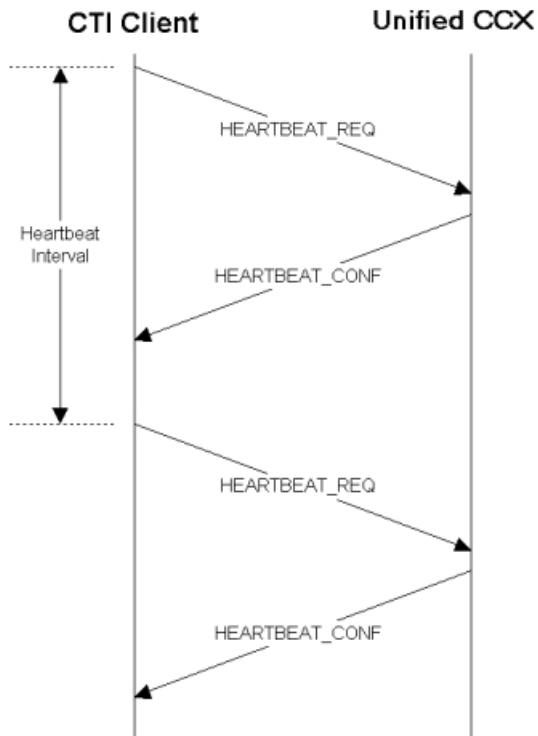 CTI Client
Unified CCX
HEARTBEAT_REQ
Heartbeat
Interval
HEARTBEAT_CONF
HEARTBEAT_REQ
HEARTBEAT_CONF